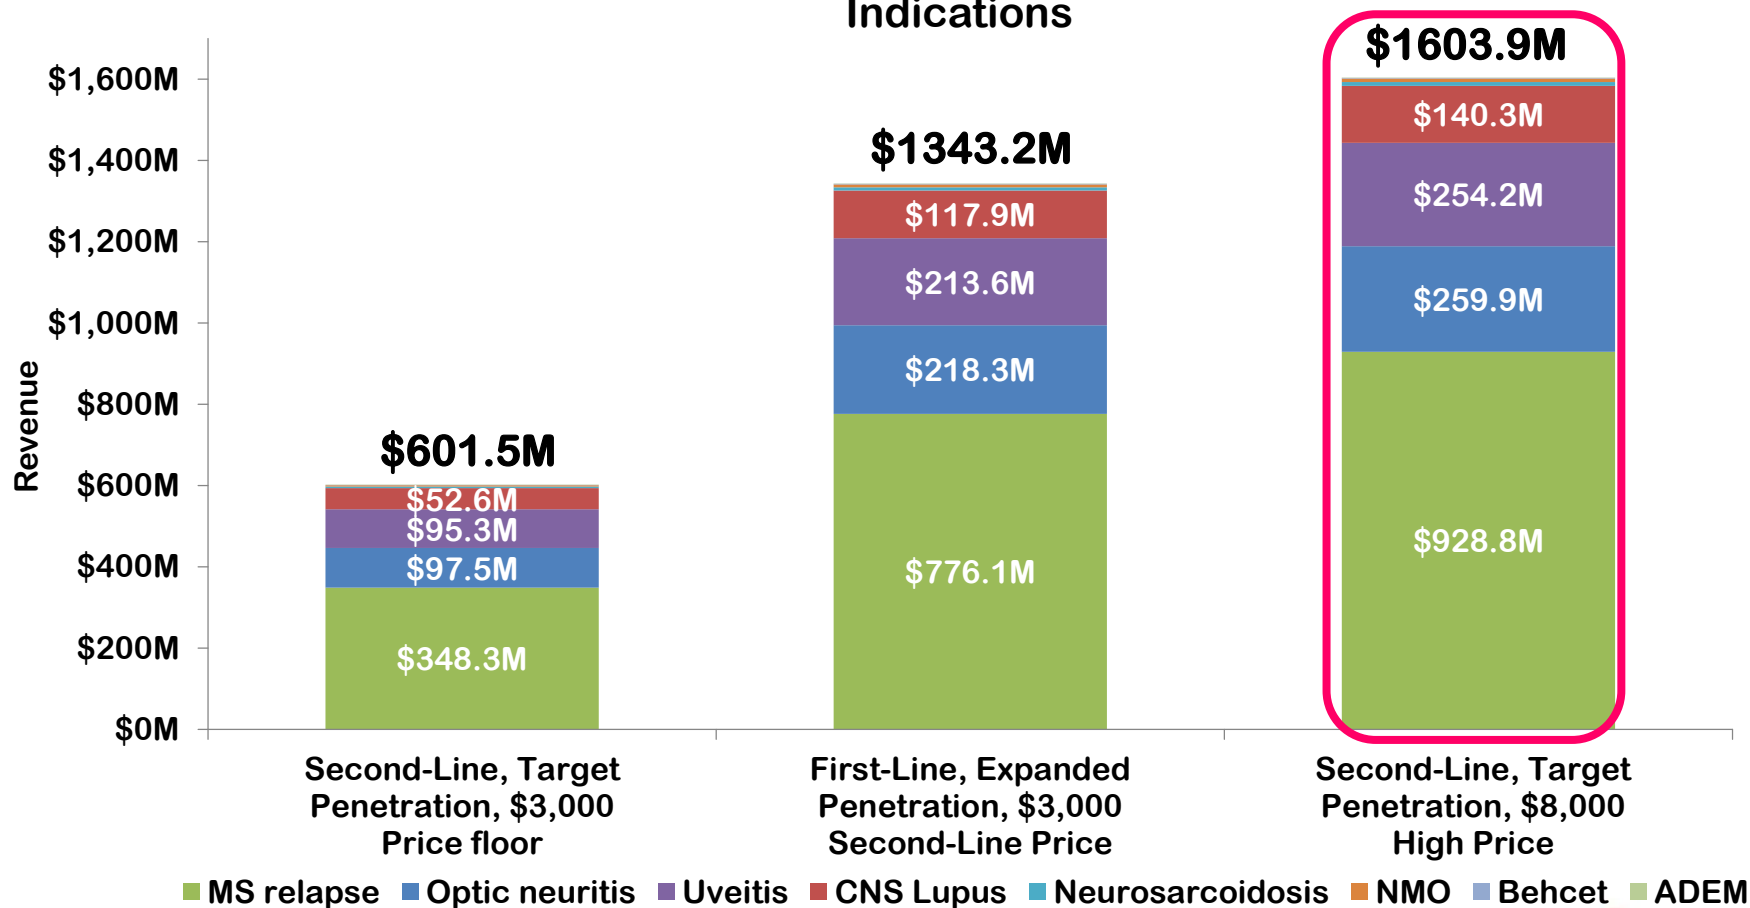 Indications
$1603.9M
$1343.2M
$601.5M
Revenue
$1,600M
$1,400M
$1,200M
$1,000M
$800M
$600M
$400M
$200M
$0M
$52.6M
$95.3M
$97.5M
$348.3M
$117.9M
$213.6M
$218.3M
$776.1M
$140.3M
$254.2M
$259.9M
$928.8M
Second-Line, Target
Penetration, $3,000
Price floor
First-Line, Expanded
Penetration, $3,000
Second-Line Price
Second-Line, Target
Penetration, $8,000
High Price
MS relapse Optic neuritis Uveitis CNS Lupus Neurosarcoidosis NMO Behcet ADEM